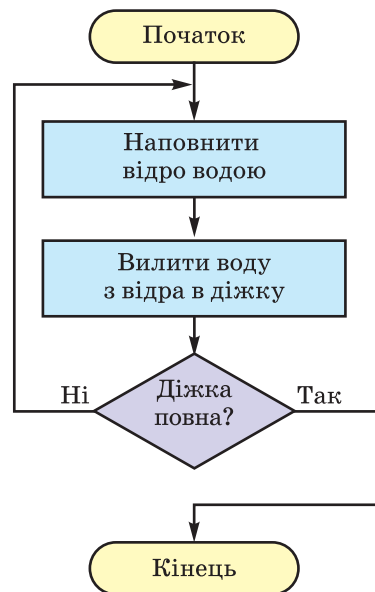 Початок
Наповнити
відро водою
Вилити воду
з відра в діжку
Діжка
повна?
Ні
Так
Кінець